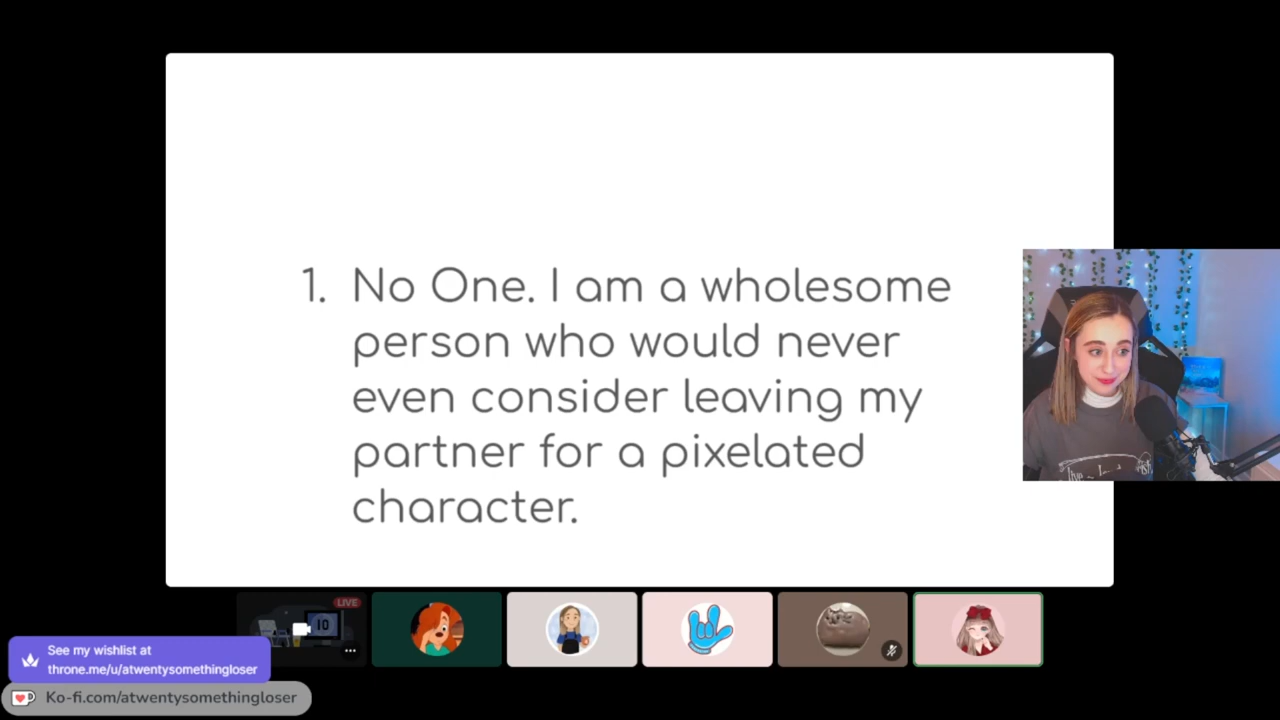 1. No One. I am a wholesome
person who would never
even consider leaving my
partner for a pixelated
character.
LIVE
10
See my wishlist at
throne.me/u/atwentysomethingloser
Ko-fi.com/atwentysomethingloser